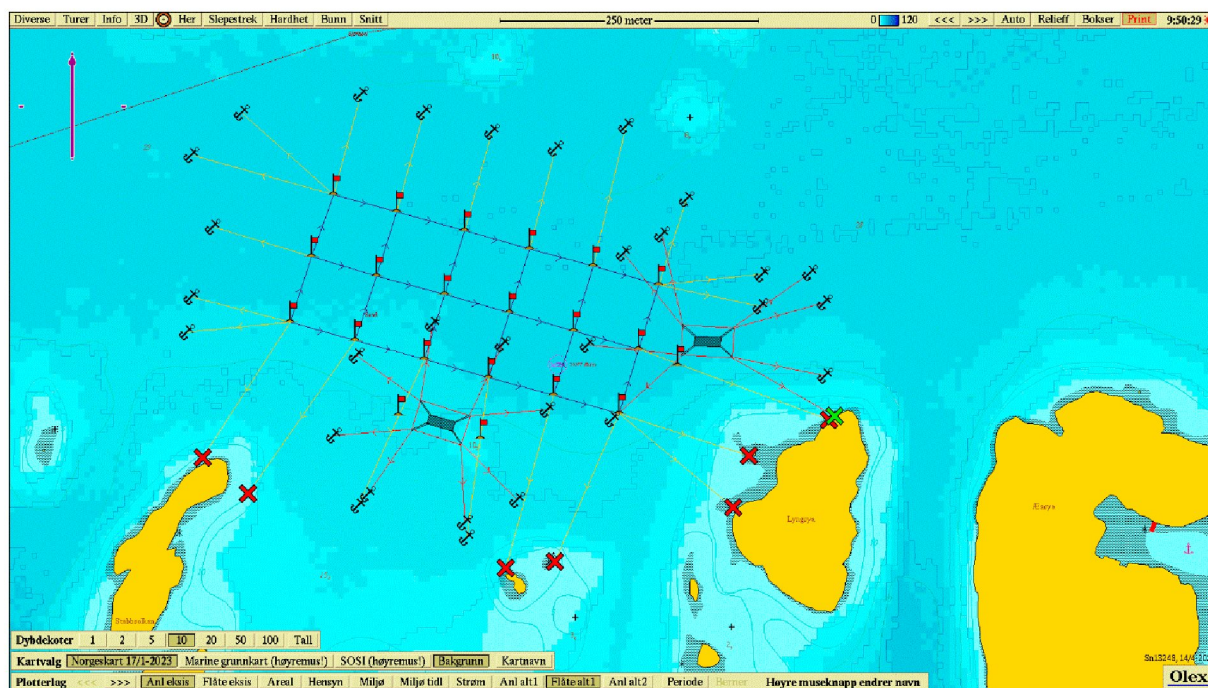 Diverse Turer Info 3D Her Slepestrek Hardhet Bunn Snitt 250 meter 0 120 <<< >>> Auto Relieff Bokser Print 9:50:29
Lyngøya
Dybdekoter 1 2 5 10 20 50 100 Tall
Kartvalg Norgeskart 17/1-2023 Marine grunnkart (høyremus!) SOSI (høyremus!) Bakgrunn Kartnavn
Plotterlag <<< >>> Anl eksis Flåte eksis Areal Hensyn Miljø Miljø tidl Strøm Anl alt1 Flåte alt1 Anl alt2 Periode Berner Høyre museknapp endrer navn
Olex